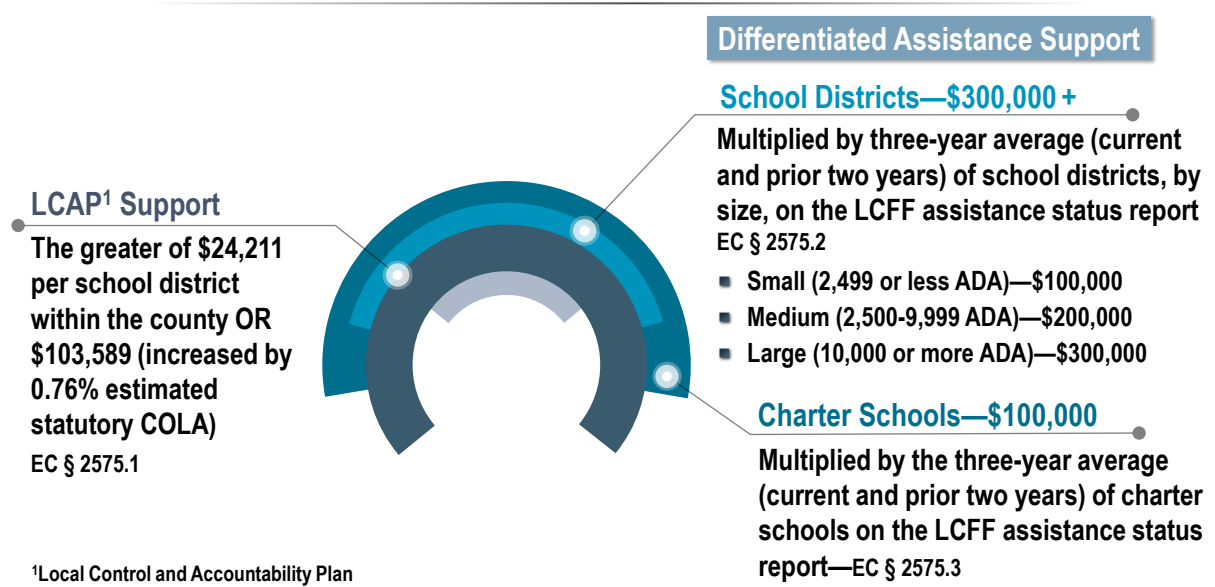 Differentiated Assistance Support
School Districts—$300,000 +
Multiplied by three-year average (current
and prior two years) of school districts, by
size, on the LCFF assistance status report
EC § 2575.2
▪ Small (2,499 or less ADA)—$100,000
▪ Medium (2,500-9,999 ADA)—$200,000
▪ Large (10,000 or more ADA)—$300,000
LCAP¹ Support
The greater of $24,211
per school district
within the county OR
$103,589 (increased by
0.76% estimated
statutory COLA)
EC § 2575.1
Charter Schools—$100,000
Multiplied by the three-year average
(current and prior two years) of charter
schools on the LCFF assistance status
report—EC § 2575.3
¹Local Control and Accountability Plan